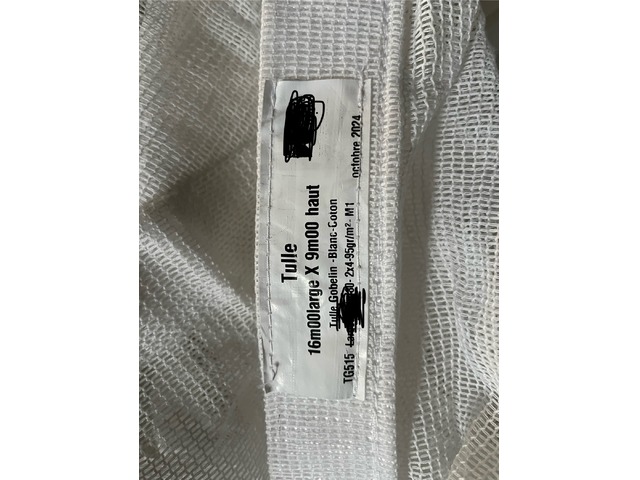 Tulle
16m00large X 9m00 haut
Tulle Gobelin -Blanc-Coton
TG515 2x4-95gr/m²- M1
octobre 2024